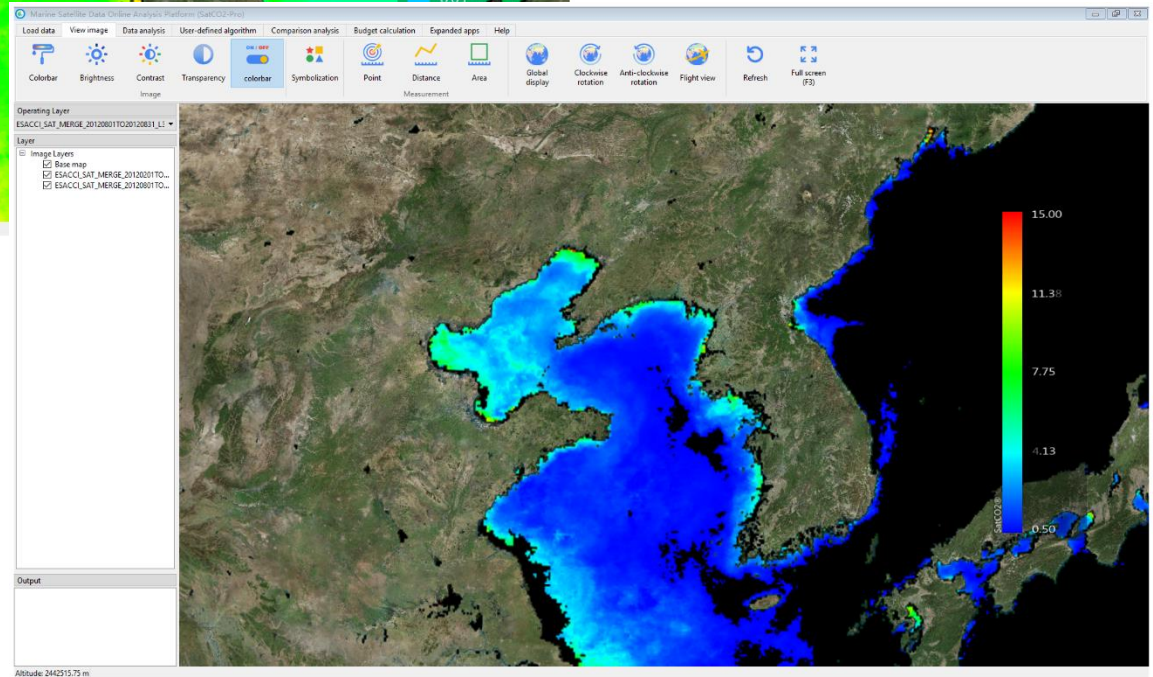 Marine Satellite Data Online Analysis Platform (SatCO2-Pro)
Load data View image Data analysis User-defined algorithm Comparison analysis Budget calculation Expanded apps Help
Colorbar Brightness Contrast Transparency ON / OFF colorbar Symbolization Point Distance Area Global display Clockwise rotation Anti-clockwise rotation Flight view Refresh Full screen (F3)
Image Measurement
Operating Layer
ESACCI_SAT_MERGE_20120801TO20120831_L3
Layer
Image Layers
Base map
ESACCI_SAT_MERGE_20120201TO...
ESACCI_SAT_MERGE_20120801TO...
15.00
11.38
7.75
4.13
0.50
SatCO2®
Output
Altitude: 2442515.75 m